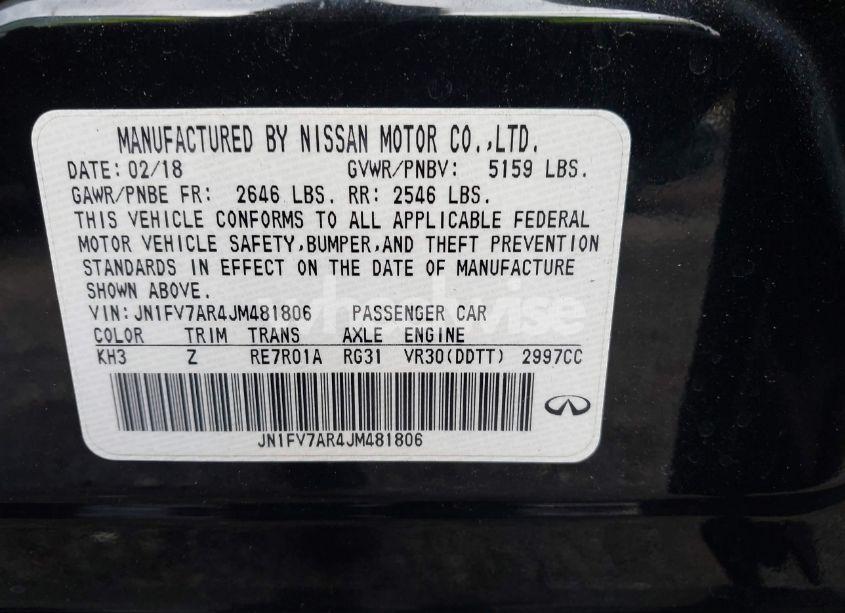 MANUFACTURED BY NISSAN MOTOR CO.,LTD.
DATE: 02/18 GVWR/PNBV: 5159 LBS.
GAWR/PNBE FR: 2646 LBS. RR: 2546 LBS.
THIS VEHICLE CONFORMS TO ALL APPLICABLE FEDERAL
MOTOR VEHICLE SAFETY,BUMPER,AND THEFT PREVENTION
STANDARDS IN EFFECT ON THE DATE OF MANUFACTURE
SHOWN ABOVE.
VIN:JN1FV7AR4JM481806 PASSENGER CAR
COLOR TRIM TRANS AXLE ENGINE
KH3 Z RE7R01A RG31 VR30(DDTT) 2997CC
JN1FV7AR4JM481806